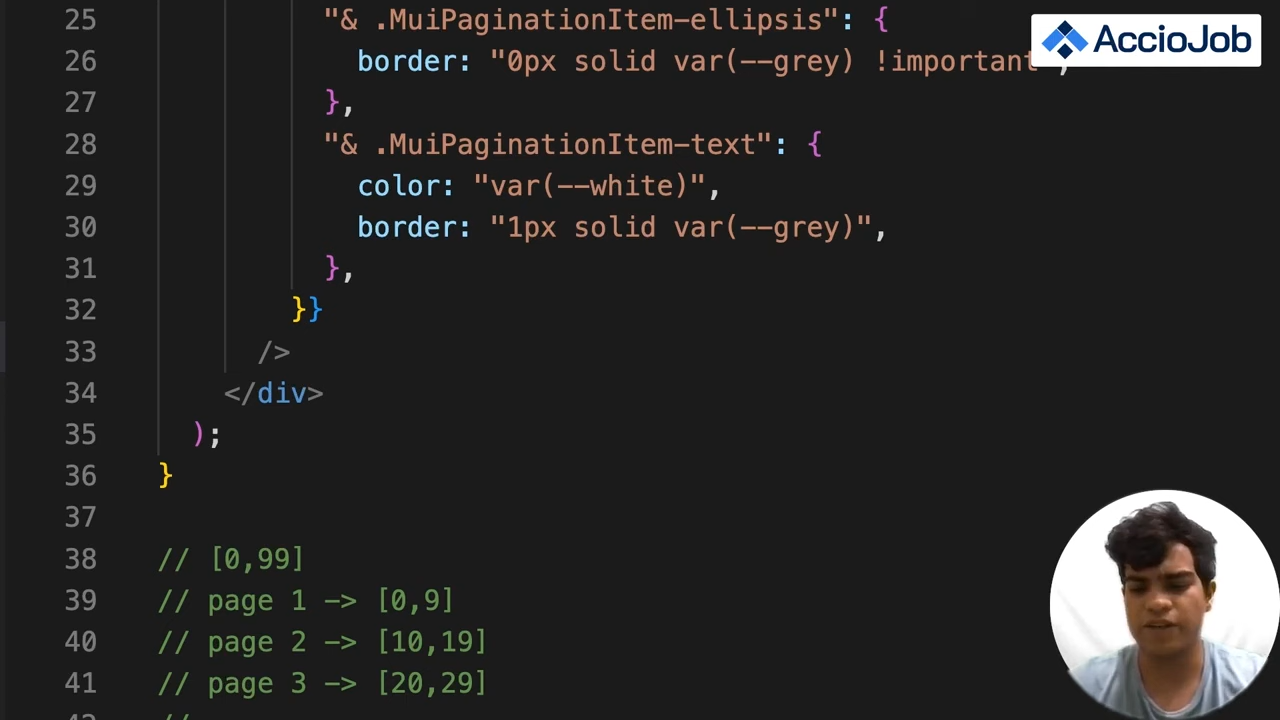 25 "& .MuiPaginationItem-ellipsis": {
26 border: "0px solid var(--grey) !important",
27 },
28 "& .MuiPaginationItem-text": {
29 color: "var(--white)",
30 border: "1px solid var(--grey)",
31 },
32 }}
33 />
34 </div>
35 );
36 }
37
38 // [0,99]
39 // page 1 -> [0,9]
40 // page 2 -> [10,19]
41 // page 3 -> [20,29]
42 //
AccioJob